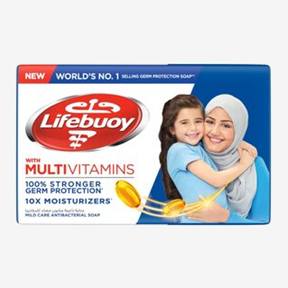 NEW WORLD'S NO. 1 SELLING GERM PROTECTION SOAP
Lifebuoy
WITH
MULTIVITAMINS
100% STRONGER
GERM PROTECTION*
10X MOISTURIZERS*
MILD CARE ANTIBACTERIAL SOAP